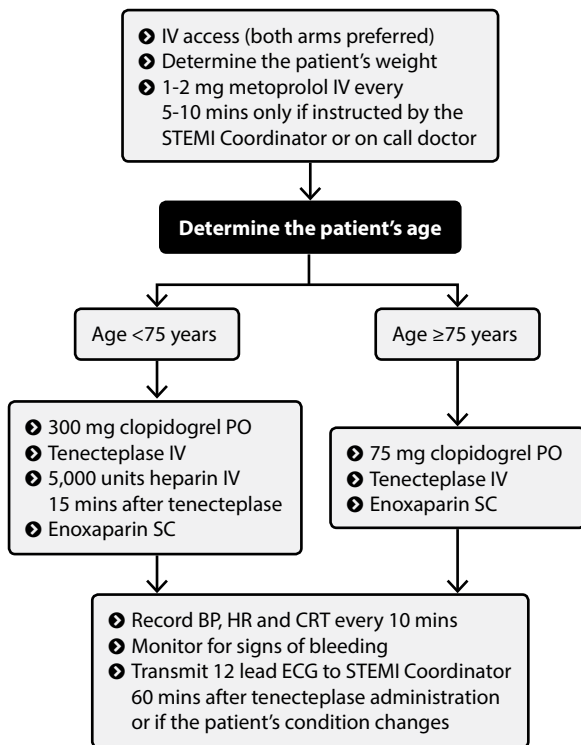 IV access (both arms preferred)
Determine the patient's weight
1-2 mg metoprolol IV every
5-10 mins only if instructed by the
STEMI Coordinator or on call doctor
Determine the patient's age
Age <75 years
Age ≥75 years
300 mg clopidogrel PO
Tenecteplase IV
5,000 units heparin IV
15 mins after tenecteplase
Enoxaparin SC
75 mg clopidogrel PO
Tenecteplase IV
Enoxaparin SC
Record BP, HR and CRT every 10 mins
Monitor for signs of bleeding
Transmit 12 lead ECG to STEMI Coordinator
60 mins after tenecteplase administration
or if the patient's condition changes